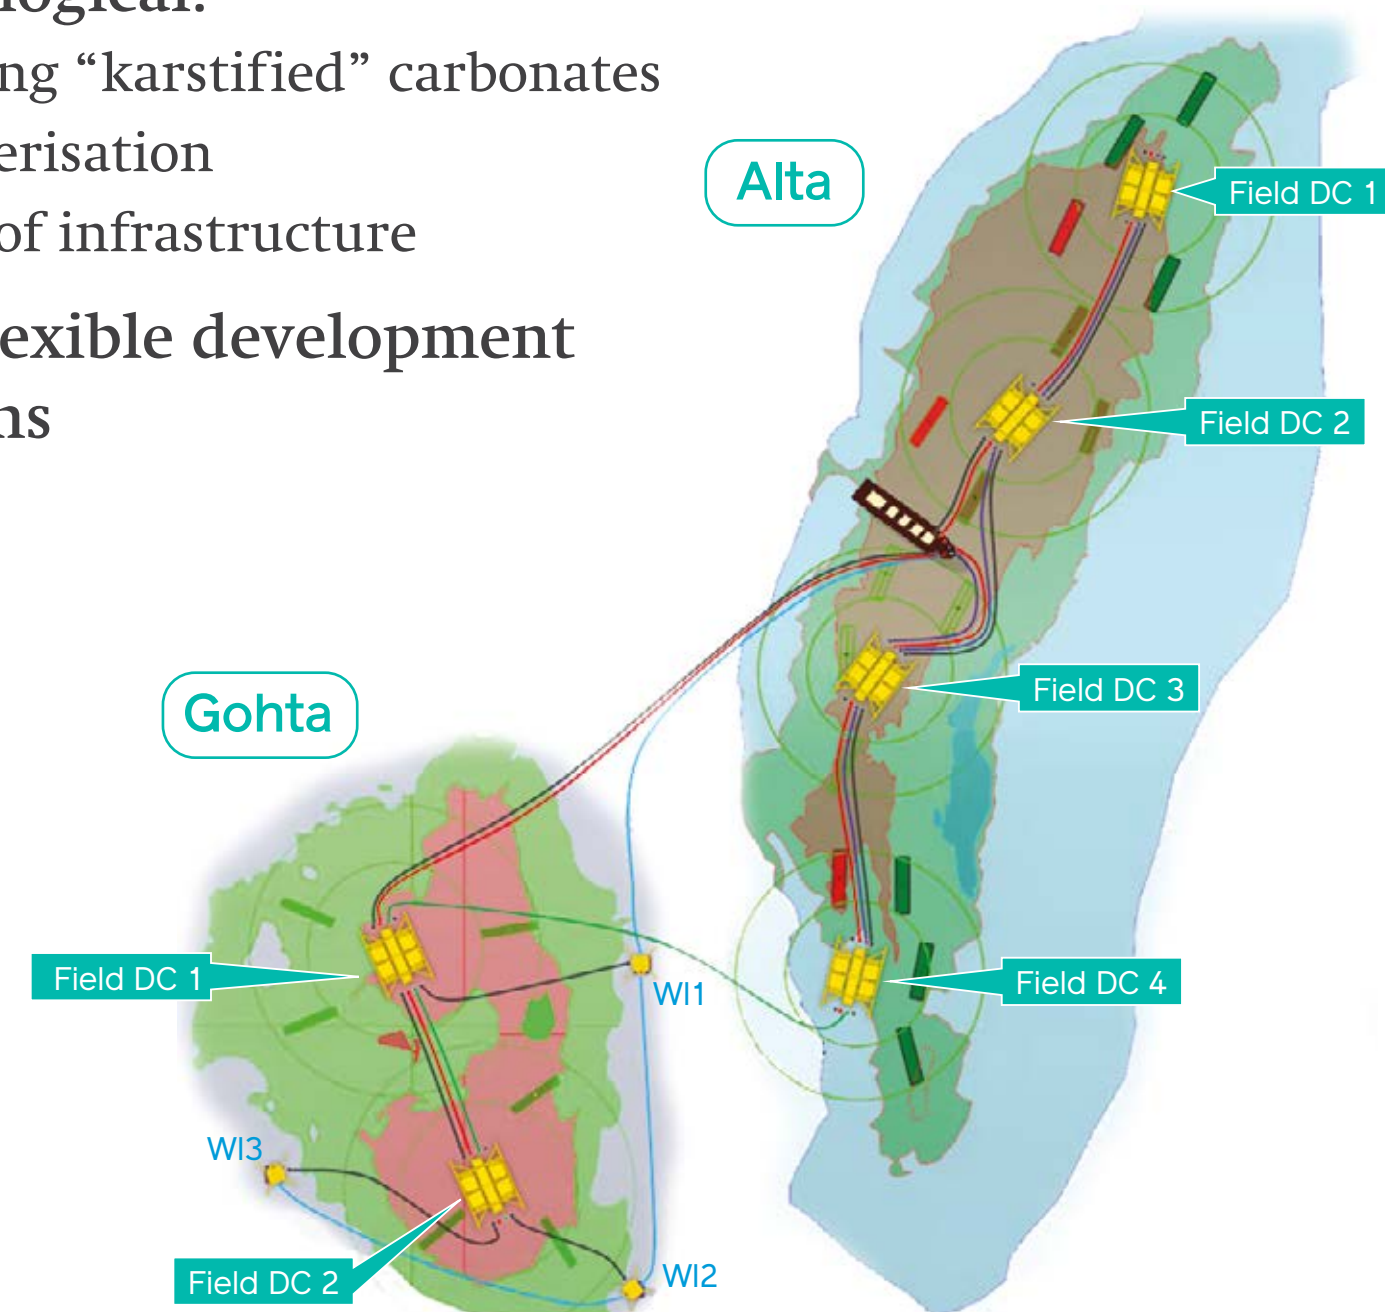 ng “karstified” carbonates
erisation
of infrastructure
exible development
ns
Alta
Field DC 1
Field DC 2
Field DC 3
Field DC 4
Gohta
Field DC 1
WI1
WI3
Field DC 2
WI2